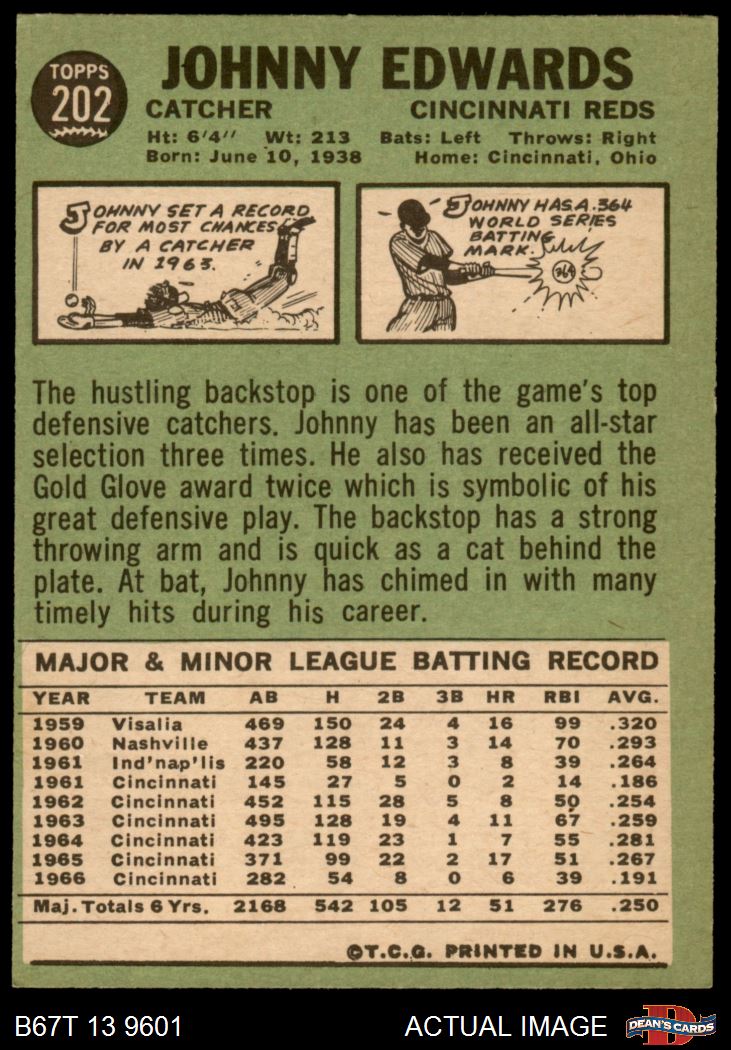 TOPPS
202
JOHNNY EDWARDS
CATCHER CINCINNATI REDS
Ht: 6'4" Wt: 213 Bats: Left Throws: Right
Born: June 10, 1938 Home: Cincinnati, Ohio
JOHNNY SET A RECORD
FOR MOST CHANCES
BY A CATCHER
IN 1963.
JOHNNY HAS A .364
WORLD SERIES
BATTING
MARK.
364
The hustling backstop is one of the game's top
defensive catchers. Johnny has been an all-star
selection three times. He also has received the
Gold Glove award twice which is symbolic of his
great defensive play. The backstop has a strong
throwing arm and is quick as a cat behind the
plate. At bat, Johnny has chimed in with many
timely hits during his career.
MAJOR & MINOR LEAGUE BATTING RECORD
YEAR TEAM AB H 2B 3B HR RBI AVG.
1959 Visalia 469 150 24 4 16 99 .320
1960 Nashville 437 128 11 3 14 70 .293
1961 Ind'nap'lis 220 58 12 3 8 39 .264
1961 Cincinnati 145 27 5 0 2 14 .186
1962 Cincinnati 452 115 28 5 8 50 .254
1963 Cincinnati 495 128 19 4 11 67 .259
1964 Cincinnati 423 119 23 1 7 55 .281
1965 Cincinnati 371 99 22 2 17 51 .267
1966 Cincinnati 282 54 8 0 6 39 .191
Maj. Totals 6 Yrs. 2168 542 105 12 51 276 .250
©T.C.G. PRINTED IN U.S.A.
B67T 13 9601 ACTUAL IMAGE
D
DEAN'S CARDS